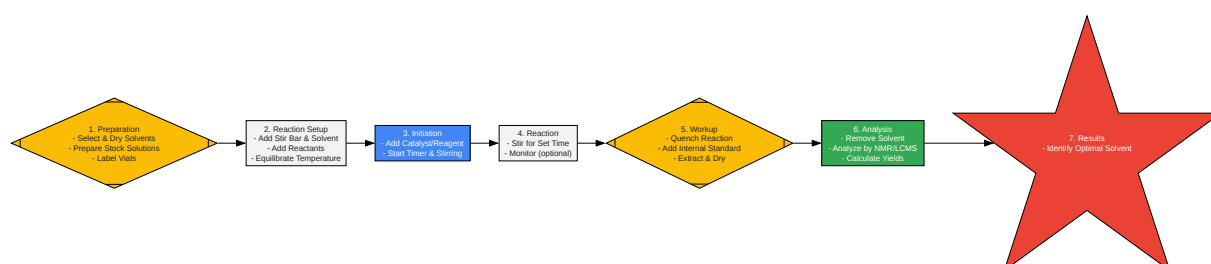 1. Preparation
- Select & Dry Solvents
- Prepare Stock Solutions
- Label Vials
2. Reaction Setup
- Add Stir Bar & Solvent
- Add Reactants
- Equilibrate Temperature
3. Initiation
- Add Catalyst/Reagent
- Start Timer & Stirring
4. Reaction
- Stir for Set Time
- Monitor (optional)
5. Workup
- Quench Reaction
- Add Internal Standard
- Extract & Dry
6. Analysis
- Remove Solvent
- Analyze by NMR/LCMS
- Calculate Yields
7. Results
- Identify Optimal Solvent